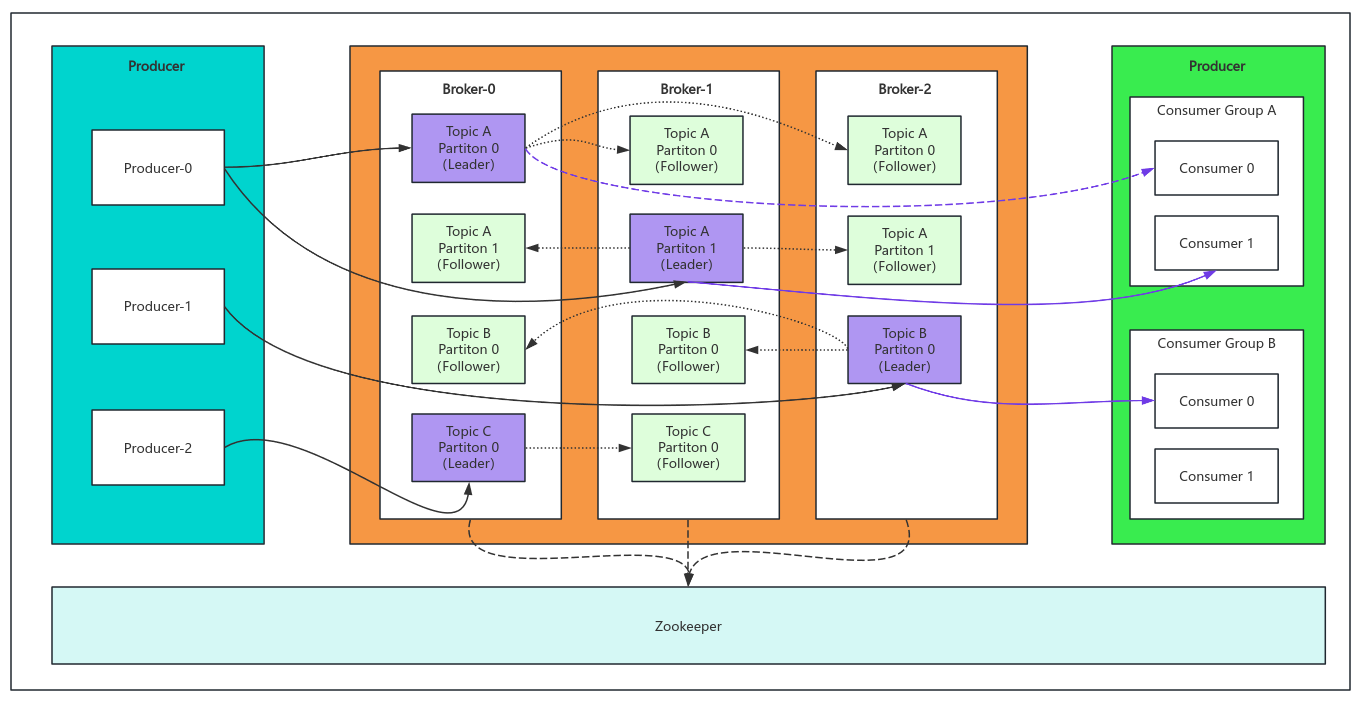 Producer
Producer-0
Producer-1
Producer-2
Broker-0
Topic A
Partiton 0
(Leader)
Topic A
Partiton 1
(Follower)
Topic B
Partiton 0
(Follower)
Topic C
Partiton 0
(Leader)
Broker-1
Topic A
Partiton 0
(Follower)
Topic A
Partiton 1
(Leader)
Topic B
Partiton 0
(Follower)
Topic C
Partiton 0
(Follower)
Broker-2
Topic A
Partiton 0
(Follower)
Topic A
Partiton 1
(Follower)
Topic B
Partiton 0
(Leader)
Producer
Consumer Group A
Consumer 0
Consumer 1
Consumer Group B
Consumer 0
Consumer 1
Zookeeper